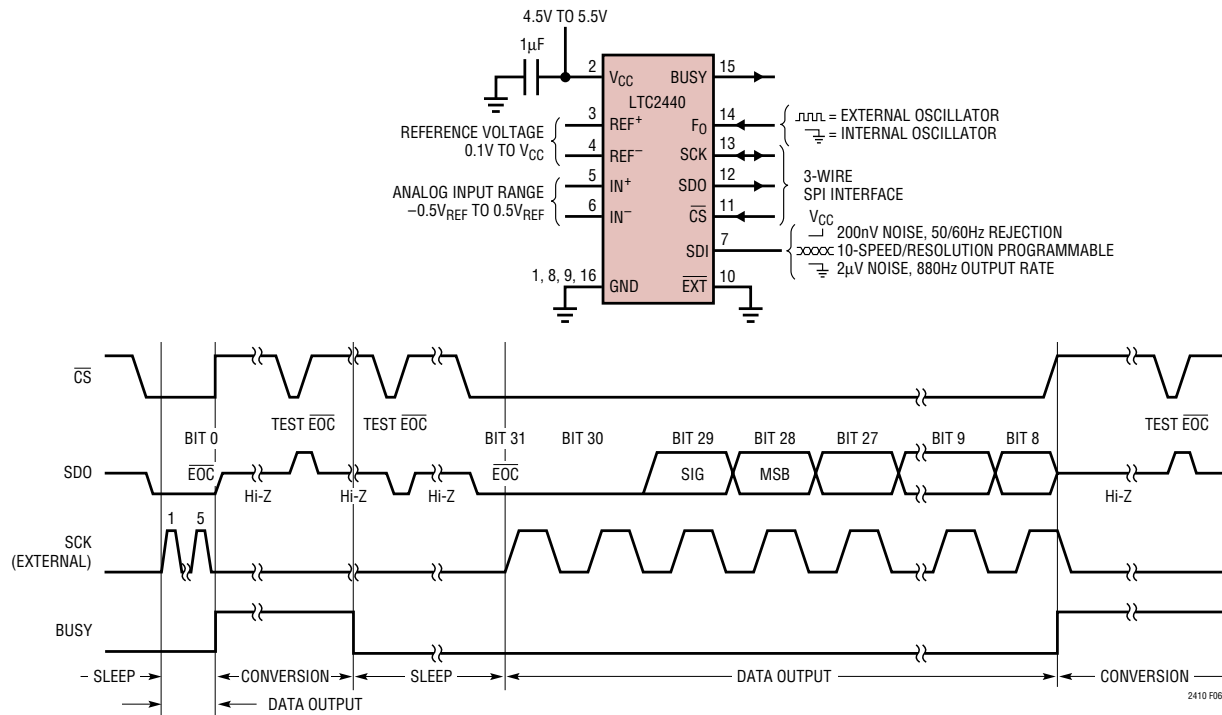 4.5V TO 5.5V
1µF
2
VCC
BUSY
15
LTC2440
REFERENCE VOLTAGE
0.1V TO VCC
3
REF+
4
REF−
FO
14
= EXTERNAL OSCILLATOR
= INTERNAL OSCILLATOR
SCK
13
SDO
12
CS
11
3-WIRE
SPI INTERFACE
ANALOG INPUT RANGE
−0.5VREF TO 0.5VREF
5
IN+
6
IN−
SDI
7
VCC
200nV NOISE, 50/60Hz REJECTION
10-SPEED/RESOLUTION PROGRAMMABLE
2µV NOISE, 880Hz OUTPUT RATE
1, 8, 9, 16
GND
EXT
10
CS
TEST EOC
TEST EOC
TEST EOC
BIT 0
BIT 31
BIT 30
BIT 29
BIT 28
BIT 27
BIT 9
BIT 8
SDO
EOC
EOC
SIG
MSB
Hi-Z
Hi-Z
Hi-Z
Hi-Z
1
5
SCK
(EXTERNAL)
BUSY
SLEEP
CONVERSION
SLEEP
DATA OUTPUT
CONVERSION
DATA OUTPUT
2410 F06